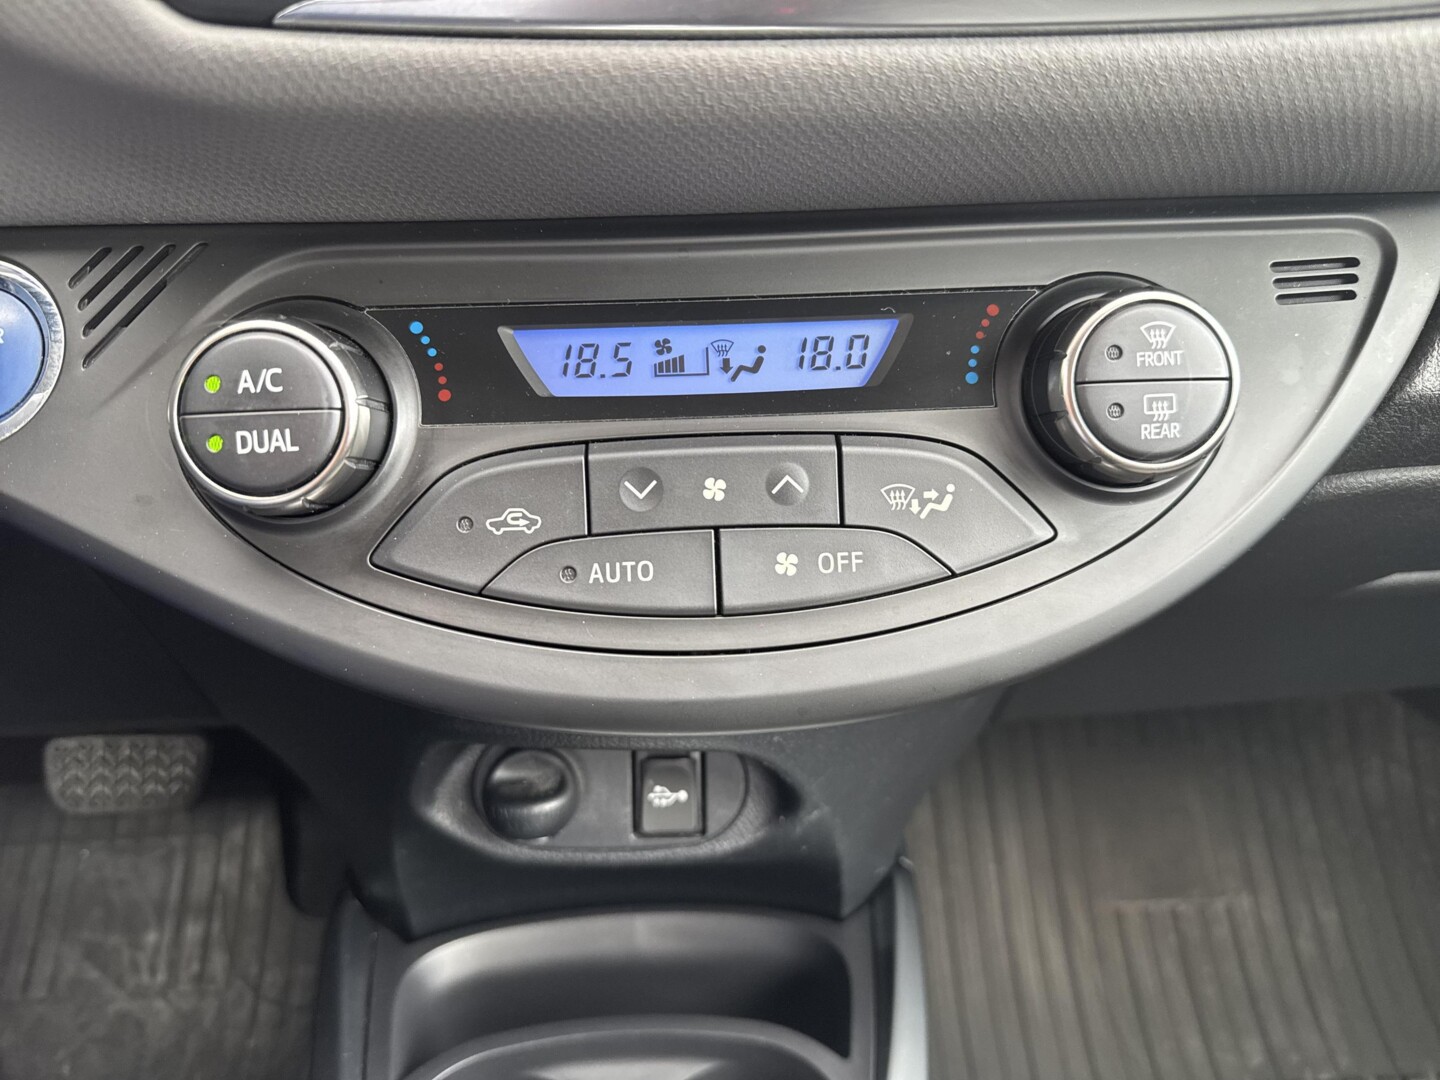 18.5 18.0
A/C
DUAL
FRONT
REAR
AUTO
OFF